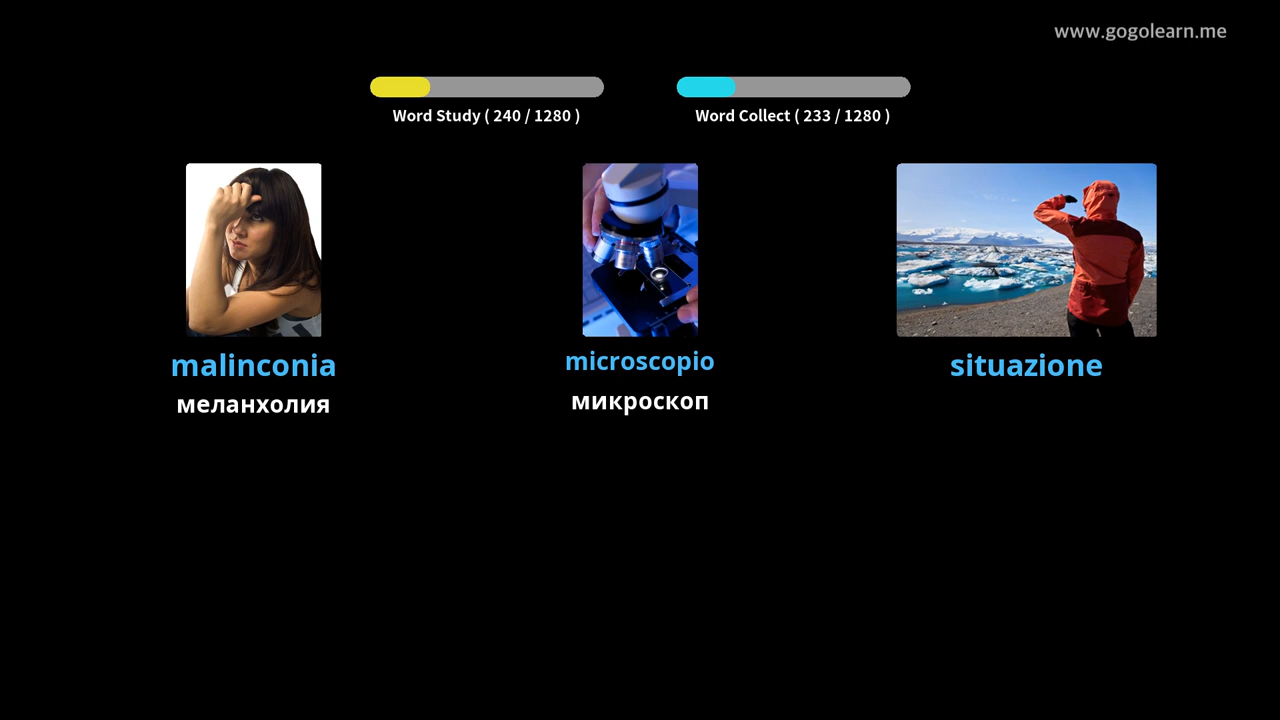 www.gogolearn.me
Word Study ( 240 / 1280 )
Word Collect ( 233 / 1280 )
malinconia
меланхолия
microscopio
микроскоп
situazione